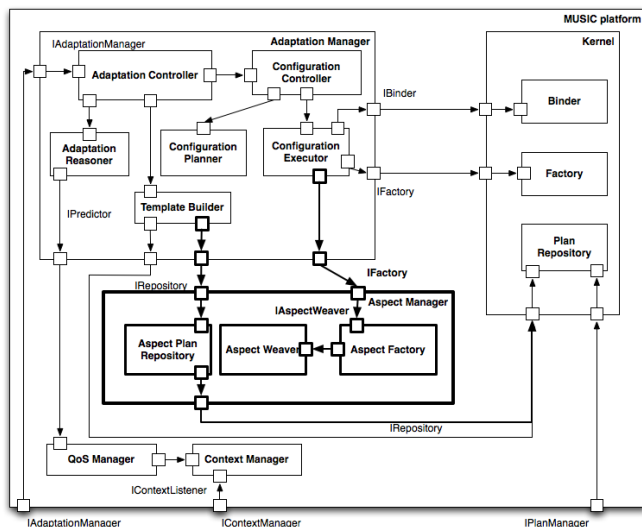 MUSIC platform
IAdaptationManager
Adaptation Manager
Kernel
Adaptation Controller
Configuration
Controller
IBinder
Binder
Adaptation
Reasoner
Configuration
Planner
Configuration
Executor
Factory
IFactory
IPredictor
Template Builder
Plan
Repository
IFactory
IRepository
Aspect Manager
IAspectWeaver
Aspect Plan
Repository
Aspect Weaver
Aspect Factory
IRepository
QoS Manager
Context Manager
IContextListener
IAdaptationManager
IContextManager
IPlanManager